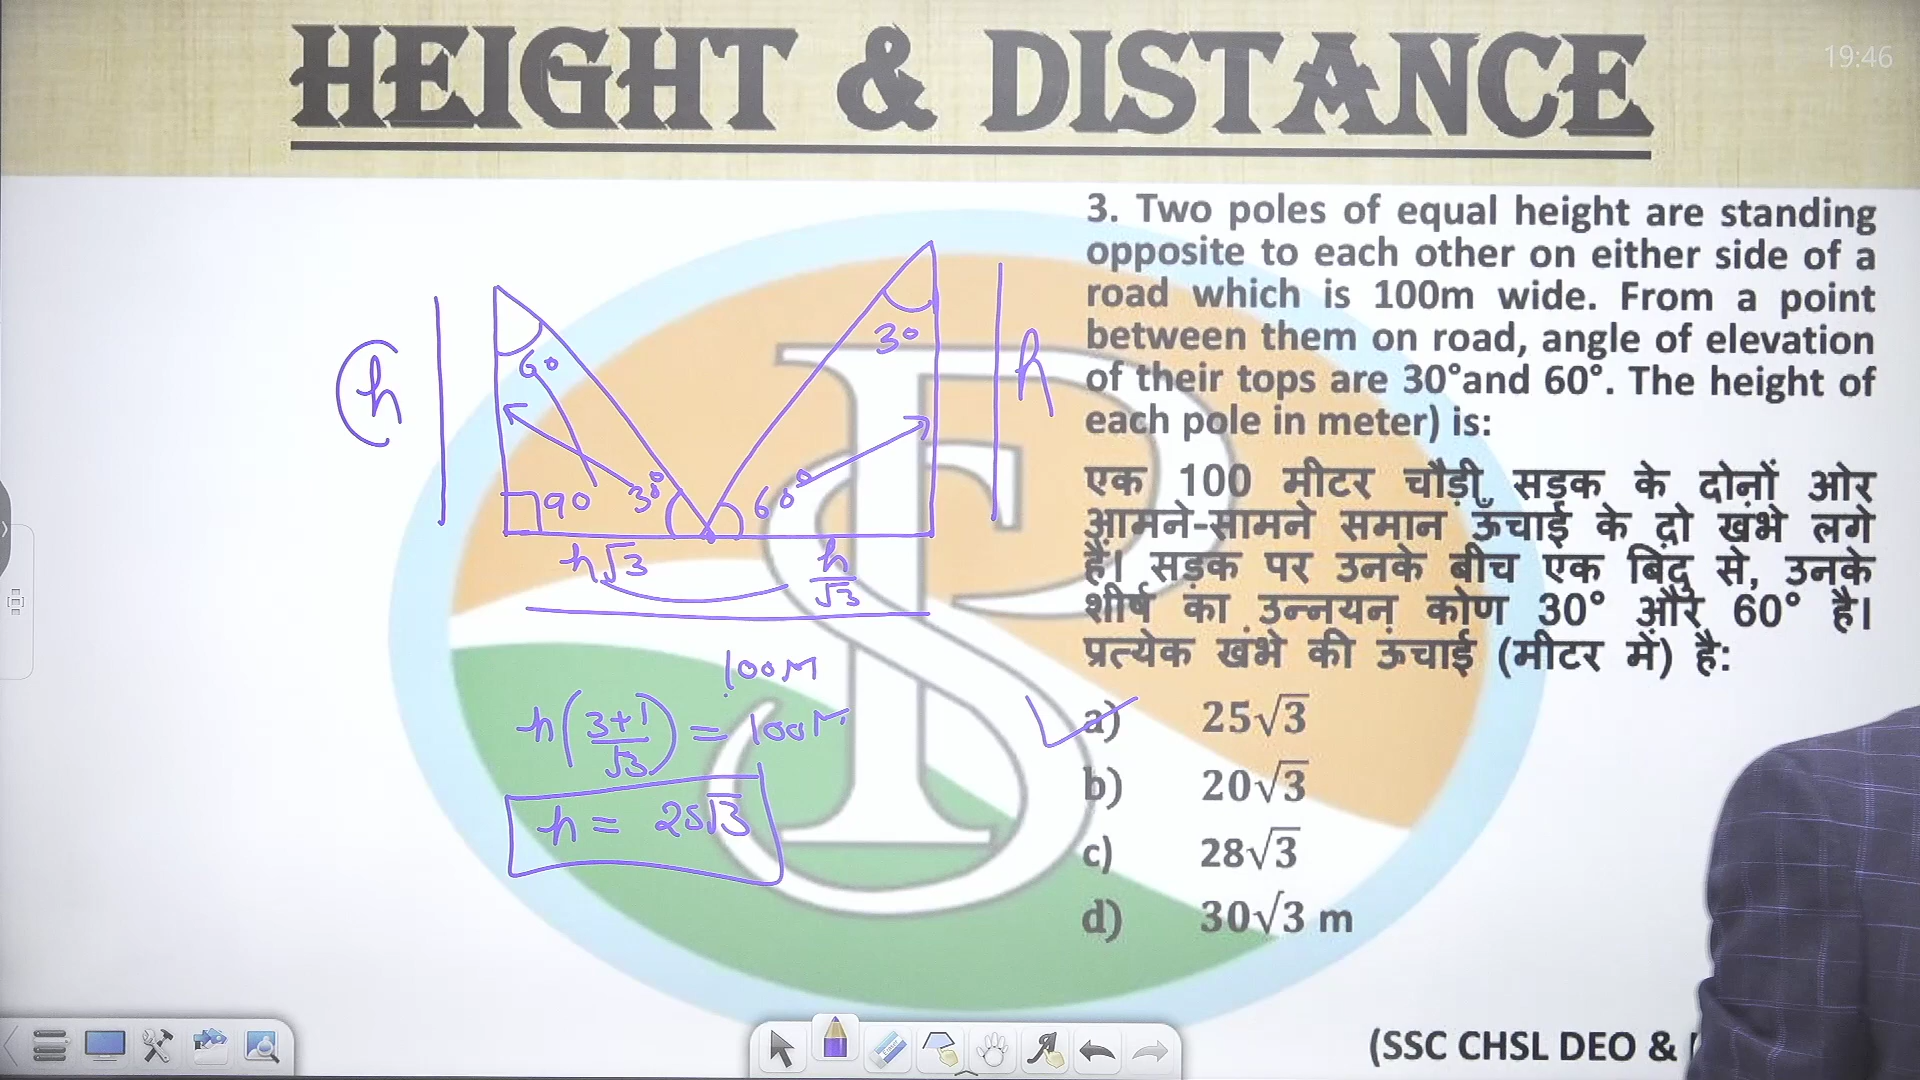 HEIGHT & DISTANCE
19:46
3. Two poles of equal height are standing
opposite to each other on either side of a
road which is 100m wide. From a point
between them on road, angle of elevation
of their tops are 30°and 60°. The height of
each pole in meter) is:
एक 100 मीटर चौड़ी सड़क के दोनों ओर
आमने-सामने समान ऊँचाई के दो खंभे लगे
हैं। सड़क पर उनके बीच एक बिंदु से, उनके
शीर्ष का उन्नयन कोण 30° और 60° है।
प्रत्येक खंभे की ऊंचाई (मीटर में) है:
a) 25√3
b) 20√3
c) 28√3
d) 30√3 m
(SSC CHSL DEO &
h
60
90
30°
30
60°
h
h√3
h/√3
100M
h(3+1/√3) = 100M
h = 25√3